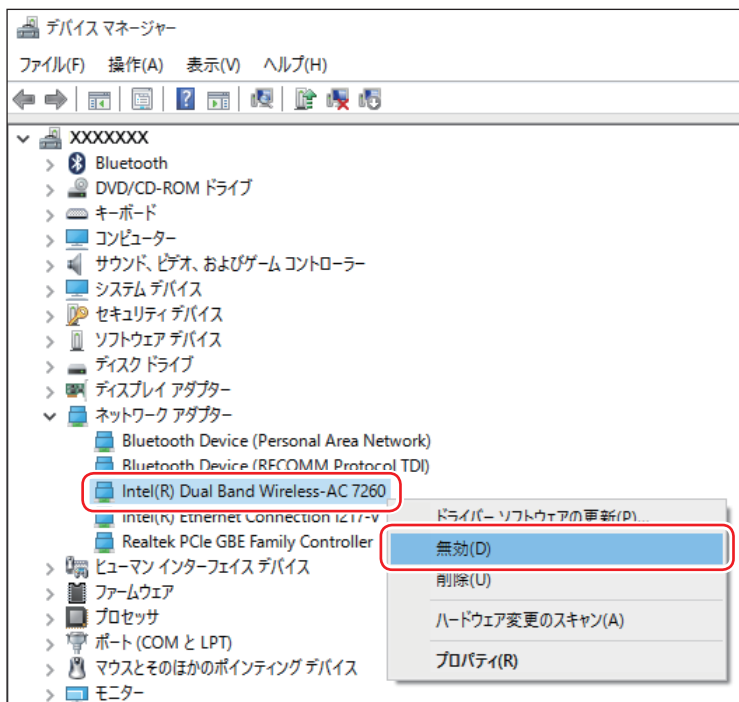 デバイス マネージャー
ファイル(F) 操作(A) 表示(V) ヘルプ(H)
XXXXXXX
Bluetooth
DVD/CD-ROM ドライブ
キーボード
コンピューター
サウンド、ビデオ、およびゲーム コントローラー
システム デバイス
セキュリティ デバイス
ソフトウェア デバイス
ディスク ドライブ
ディスプレイ アダプター
ネットワーク アダプター
Bluetooth Device (Personal Area Network)
Bluetooth Device (RFCOMM Protocol TDI)
Intel(R) Dual Band Wireless-AC 7260
Intel(R) Ethernet Connection I217-V
Realtek PCIe GBE Family Controller
ヒューマン インターフェイス デバイス
ファームウェア
プロセッサ
ポート (COM と LPT)
マウスとそのほかのポインティング デバイス
モニター
ドライバー ソフトウェアの更新(P)...
無効(D)
削除(U)
ハードウェア変更のスキャン(A)
プロパティ(R)